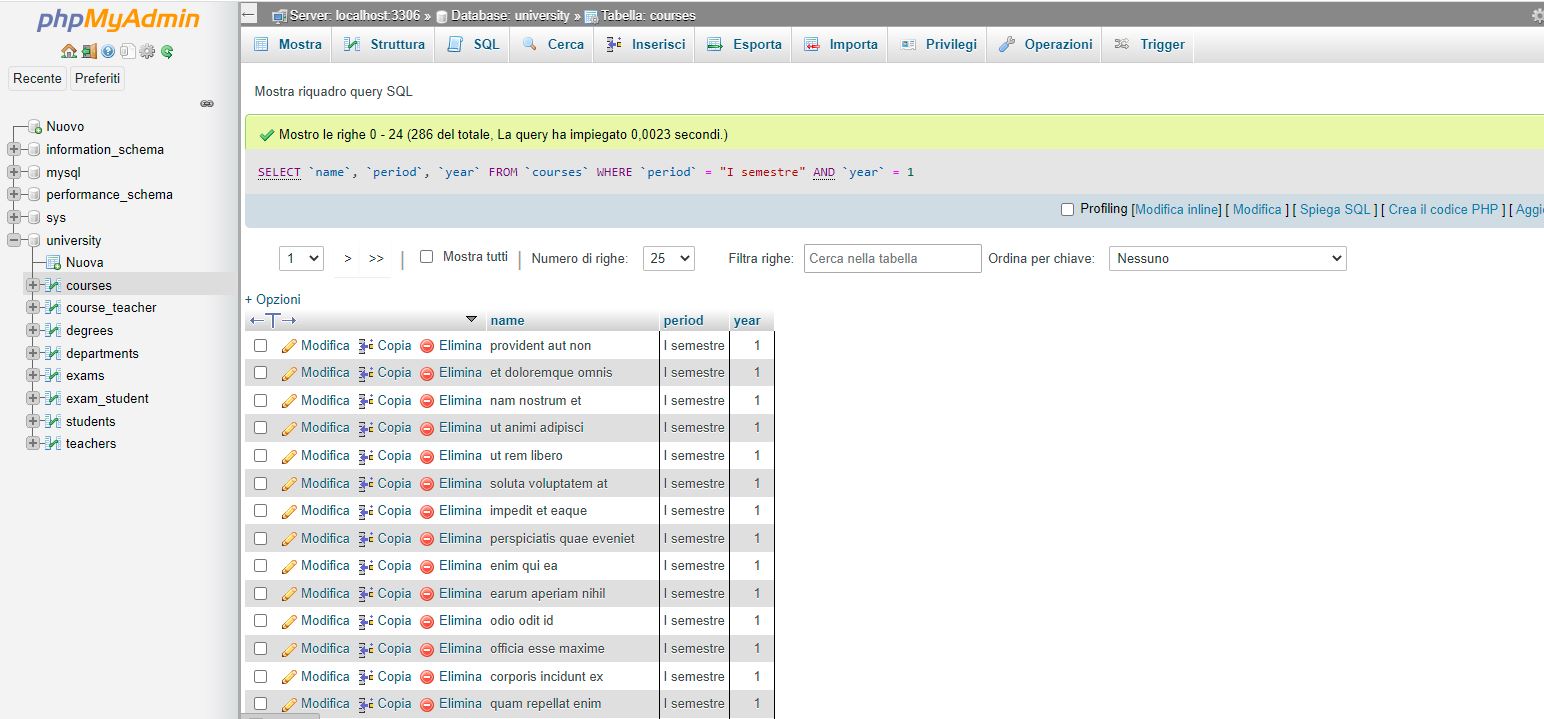 phpMyAdmin
Recente Preferiti
Nuovo
information_schema
mysql
performance_schema
sys
university
Nuova
courses
course_teacher
degrees
departments
exams
exam_student
students
teachers
Server: localhost:3306 » Database: university » Tabella: courses
Mostra Struttura SQL Cerca Inserisci Esporta Importa Privilegi Operazioni Trigger
Mostra riquadro query SQL
Mostro le righe 0 - 24 (286 del totale, La query ha impiegato 0,0023 secondi.)
SELECT `name`, `period`, `year` FROM `courses` WHERE `period` = "I semestre" AND `year` = 1
Profiling [Modifica inline] [ Modifica ] [ Spiega SQL ] [ Crea il codice PHP ] [ Aggi
1 > >> | Mostra tutti | Numero di righe: 25 Filtra righe: Cerca nella tabella Ordina per chiave: Nessuno
+ Opzioni
←T→ name period year
Modifica Copia Elimina provident aut non I semestre 1
Modifica Copia Elimina et doloremque omnis I semestre 1
Modifica Copia Elimina nam nostrum et I semestre 1
Modifica Copia Elimina ut animi adipisci I semestre 1
Modifica Copia Elimina ut rem libero I semestre 1
Modifica Copia Elimina soluta voluptatem at I semestre 1
Modifica Copia Elimina impedit et eaque I semestre 1
Modifica Copia Elimina perspiciatis quae eveniet I semestre 1
Modifica Copia Elimina enim qui ea I semestre 1
Modifica Copia Elimina earum aperiam nihil I semestre 1
Modifica Copia Elimina odio odit id I semestre 1
Modifica Copia Elimina officia esse maxime I semestre 1
Modifica Copia Elimina corporis incidunt ex I semestre 1
Modifica Copia Elimina quam repellat enim I semestre 1